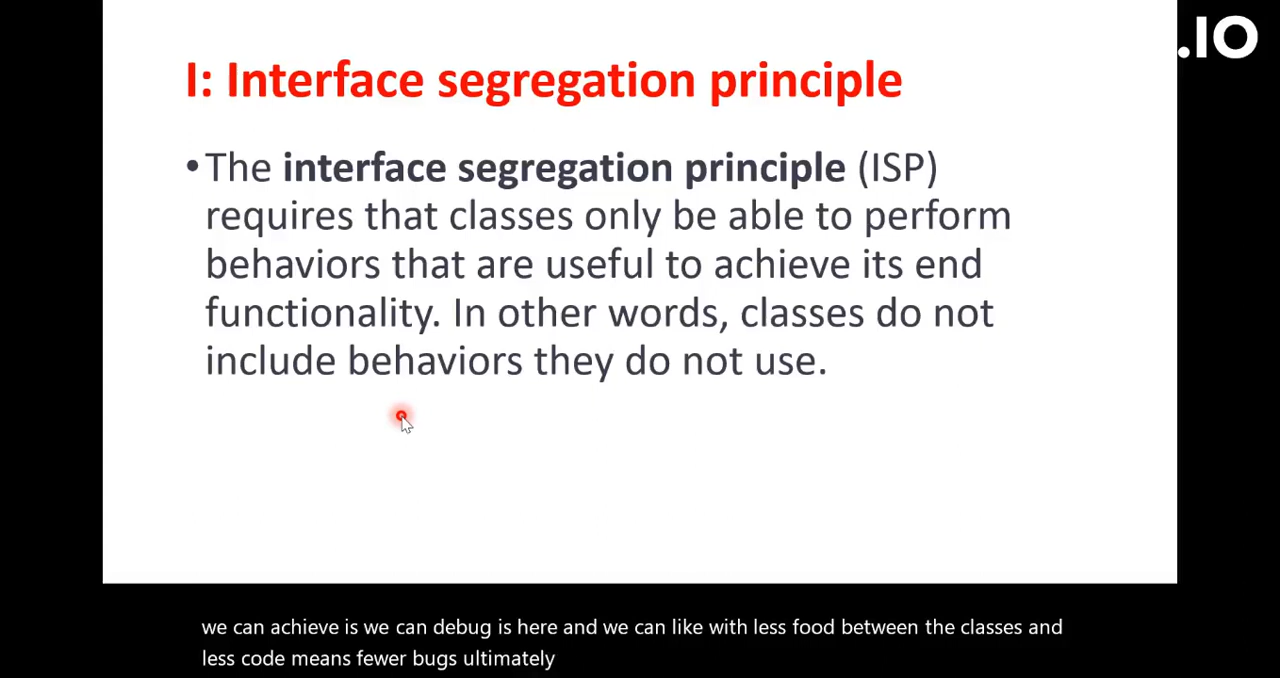 .IO
I: Interface segregation principle
•The interface segregation principle (ISP)
requires that classes only be able to perform
behaviors that are useful to achieve its end
functionality. In other words, classes do not
include behaviors they do not use.
we can achieve is we can debug is here and we can like with less food between the classes and
less code means fewer bugs ultimately